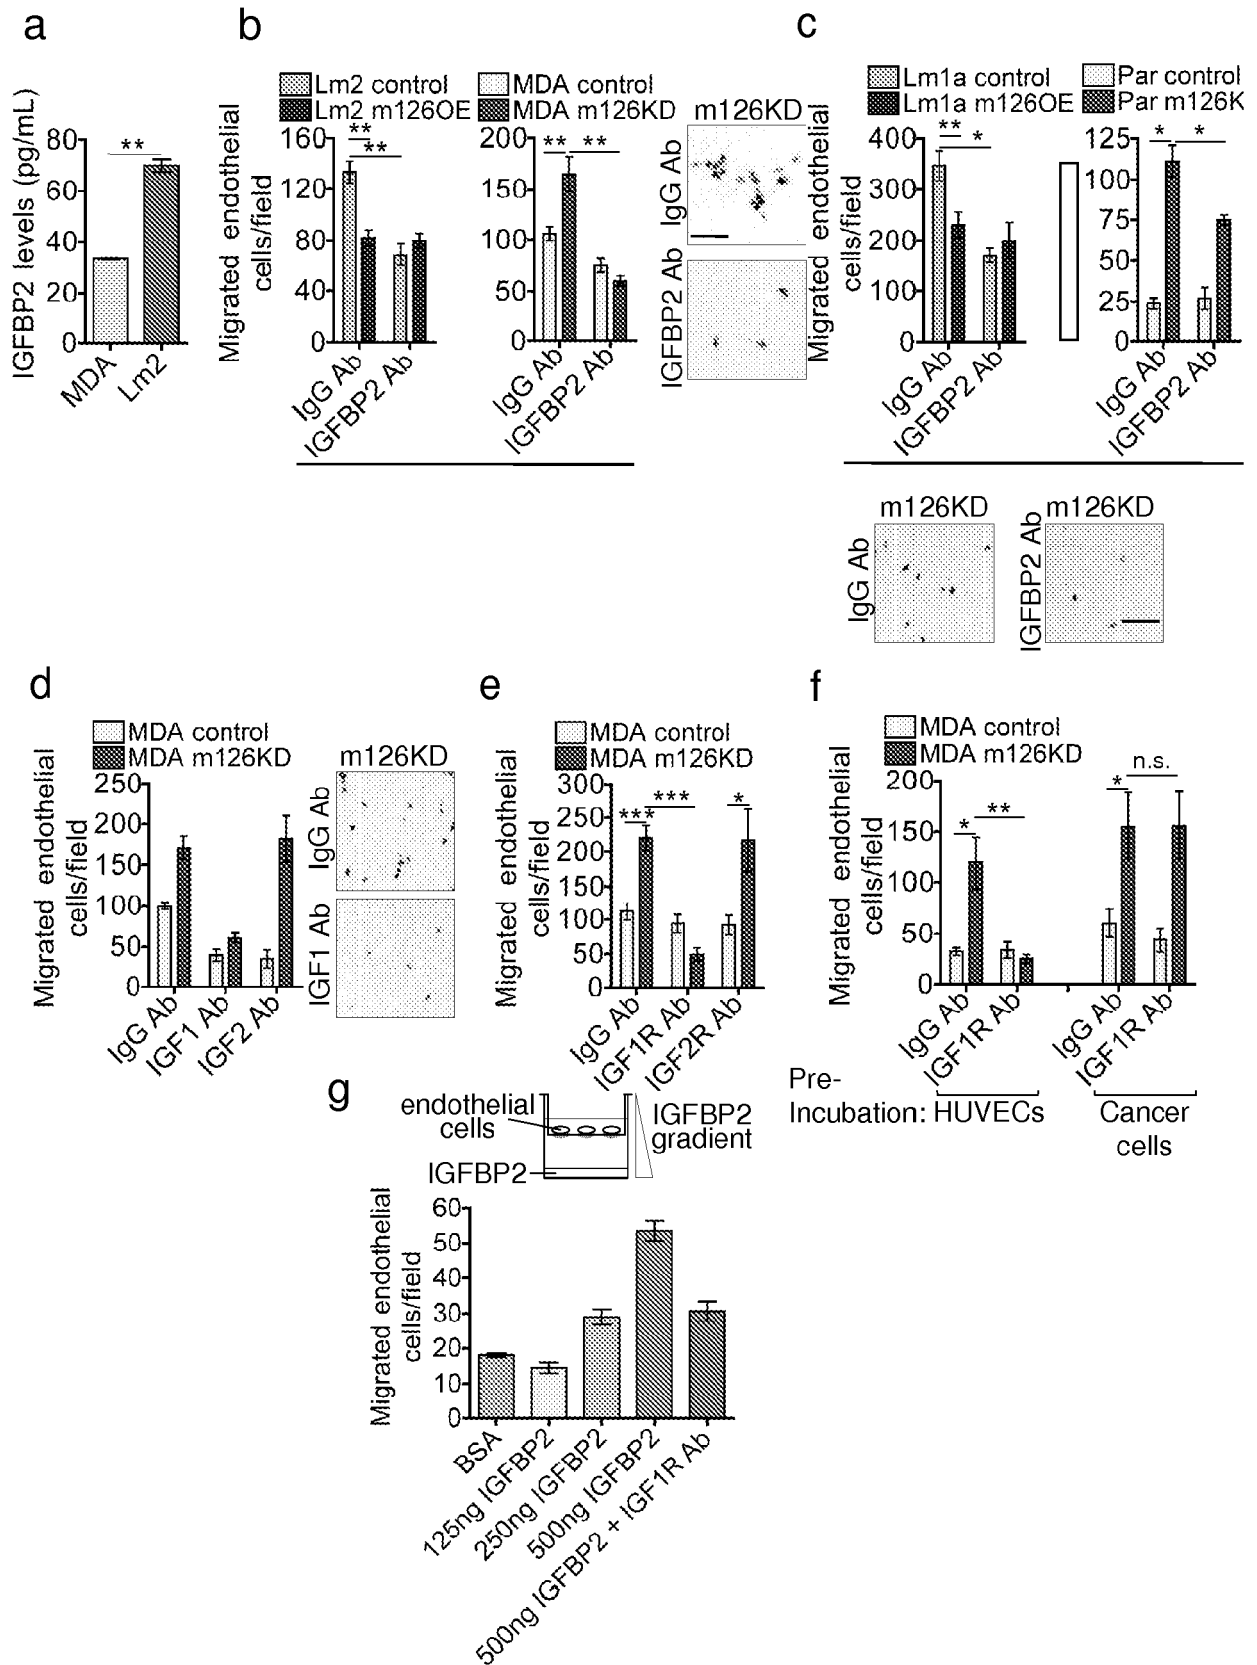 a
IGFBP2 levels (pg/mL)
80
60
40
20
0
**
MDA
Lm2
b
Lm2 control
Lm2 m126OE
MDA control
MDA m126KD
Migrated endothelial
cells/field
160
120
80
40
0
**
**
IgG Ab
IGFBP2 Ab
200
150
100
50
0
**
**
IgG Ab
IGFBP2 Ab
m126KD
IgG Ab
IGFBP2 Ab
c
Lm1a control
Lm1a m126OE
Par control
Par m126K
Migrated endothelial
cells/field
400
300
200
100
0
**
*
IgG Ab
IGFBP2 Ab
125
100
75
50
25
0
*
*
IgG Ab
IGFBP2 Ab
m126KD
m126KD
IgG Ab
IGFBP2 Ab
d
MDA control
MDA m126KD
Migrated endothelial
cells/field
250
200
150
100
50
0
IgG Ab
IGF1 Ab
IGF2 Ab
m126KD
IgG Ab
IGF1 Ab
e
MDA control
MDA m126KD
Migrated endothelial
cells/field
300
250
200
150
100
50
0
***
***
*
IgG Ab
IGF1R Ab
IGF2R Ab
f
MDA control
MDA m126KD
Migrated endothelial
cells/field
200
150
100
50
0
*
**
*
n.s.
IgG Ab
IGF1R Ab
IgG Ab
IGF1R Ab
Pre-
Incubation: HUVECs
Cancer
cells
g
endothelial
cells
IGFBP2
IGFBP2
gradient
Migrated endothelial
cells/field
60
50
40
30
20
10
0
BSA
125ng IGFBP2
250ng IGFBP2
500ng IGFBP2
500ng IGFBP2 + IGF1R Ab